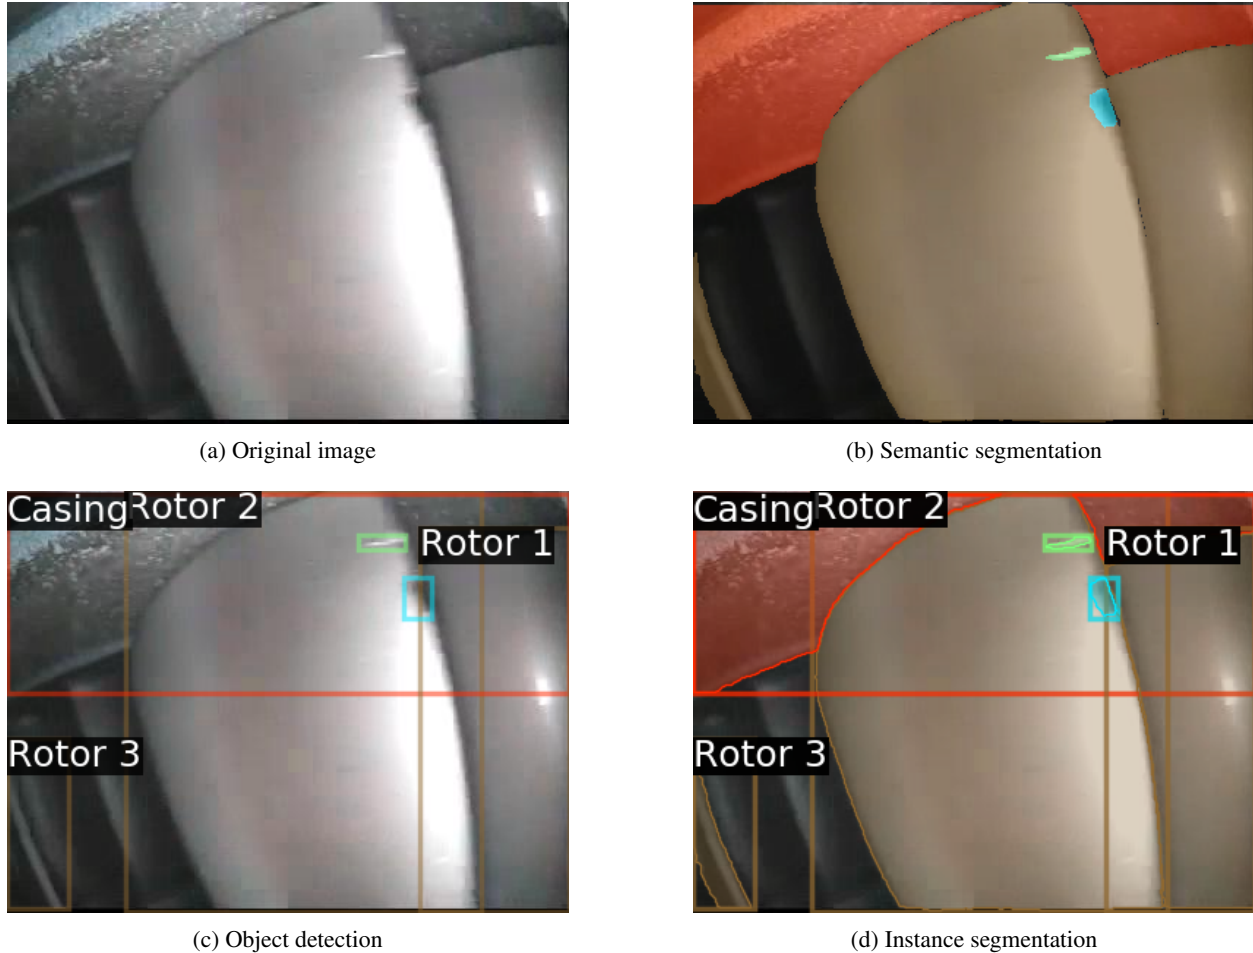 (a) Original image
(b) Semantic segmentation
Casing
Rotor 2
Rotor 1
Rotor 3
Casing
Rotor 2
Rotor 1
Rotor 3
(c) Object detection
(d) Instance segmentation